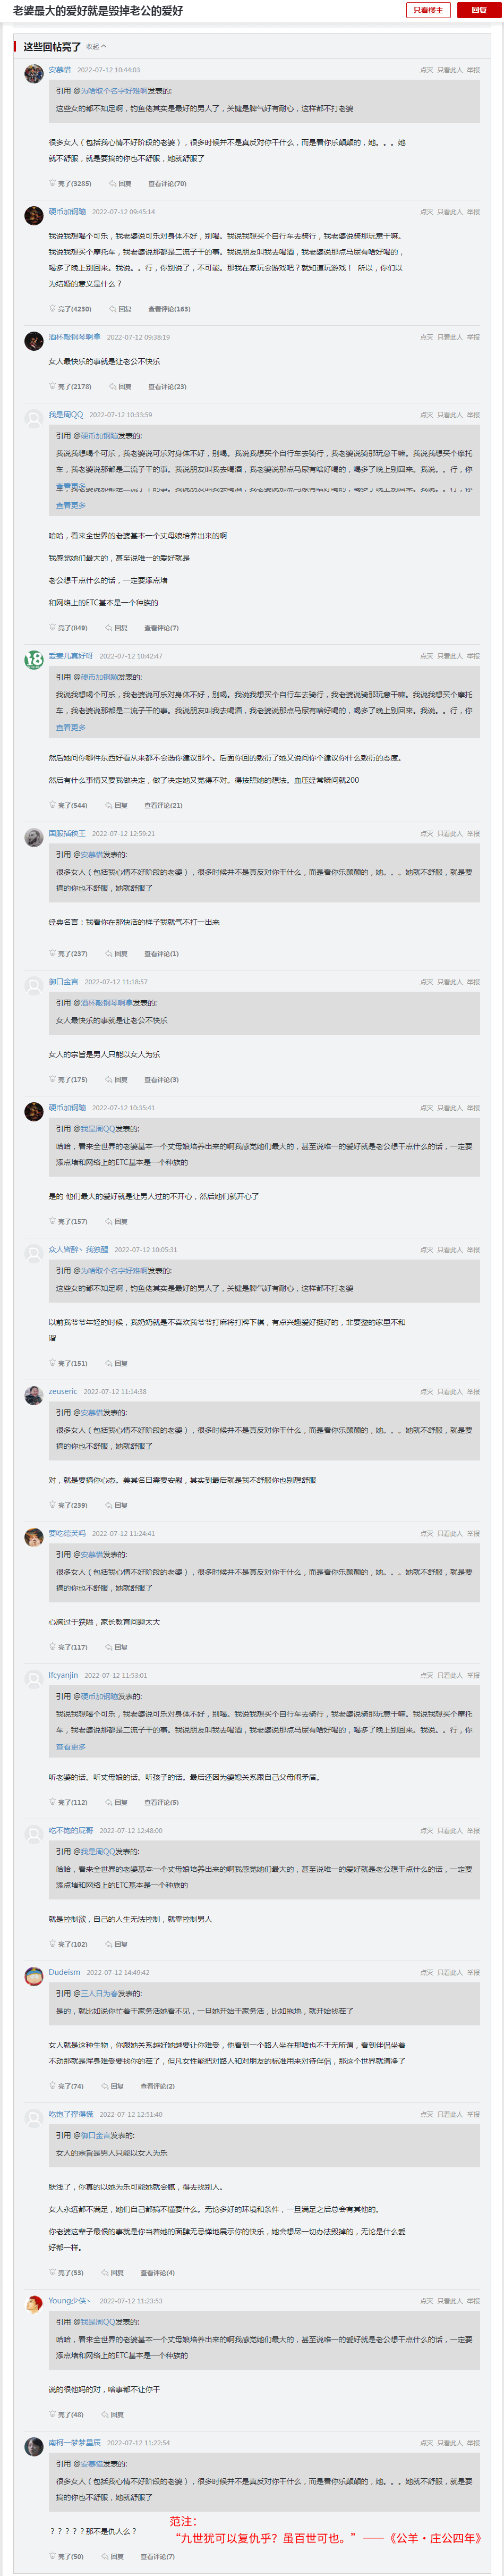 老婆最大的爱好就是毁掉老公的爱好
只看楼主 回复
这些回帖亮了 收起
安慕惜 2022-07-12 10:44:03 点灭 只看此人 举报
引用 @为啥取个名字好难啊发表的:
这些女的都不知足啊，钓鱼佬其实是最好的男人了，关键是脾气好有耐心，这样都不打老婆
很多女人（包括我心情不好阶段的老婆），很多时候并不是真反对你干什么，而是看你乐颠颠的，她。。。她
就不舒服，就是要搞的你也不舒服，她就舒服了
亮了(3285) 回复 查看评论(70)
硬币加钢镚 2022-07-12 09:45:14 点灭 只看此人 举报
我说我想喝个可乐，我老婆说可乐对身体不好，别喝。我说我想买个自行车去骑行，我老婆说骑那玩意干嘛。
我说我想买个摩托车，我老婆说那都是二流子干的事。我说朋友叫我去喝酒，我老婆说那点马尿有啥好喝的，
喝多了晚上别回来。我说。。行，你别说了，不可能。那我在家玩会游戏吧？就知道玩游戏！ 所以，你们以
为结婚的意义是什么？
亮了(4230) 回复 查看评论(165)
酒杯敲钢琴啊拿 2022-07-12 09:38:19 点灭 只看此人 举报
女人最快乐的事就是让老公不快乐
亮了(2178) 回复 查看评论(23)
我是周QQ 2022-07-12 10:33:59 点灭 只看此人 举报
引用 @硬币加钢镚发表的:
我说我想喝个可乐，我老婆说可乐对身体不好，别喝。我说我想买个自行车去骑行，我老婆说骑那玩意干嘛。我说我想买个摩托
车，我老婆说那都是二流子干的事。我说朋友叫我去喝酒，我老婆说那点马尿有啥好喝的，喝多了晚上别回来。我说。。行，你
查看更多
查看更多
哈哈，看来全世界的老婆基本一个丈母娘培养出来的啊
我感觉她们最大的，甚至说唯一的爱好就是
老公想干点什么的话，一定要添点堵
和网络上的ETC基本是一个种族的
亮了(849) 回复 查看评论(7)
爱妻儿真好呀 2022-07-12 10:42:47 点灭 只看此人 举报
引用 @硬币加钢镚发表的:
我说我想喝个可乐，我老婆说可乐对身体不好，别喝。我说我想买个自行车去骑行，我老婆说骑那玩意干嘛。我说我想买个摩托
车，我老婆说那都是二流子干的事。我说朋友叫我去喝酒，我老婆说那点马尿有啥好喝的，喝多了晚上别回来。我说。。行，你
查看更多
然后她问你哪件东西好看从来都不会选你建议那个。后面你回的敷衍了她又说问你个建议你什么敷衍的态度。
然后有什么事情又要我做决定，做了决定她又觉得不对。得按照她的想法。血压经常瞬间就200
亮了(544) 回复 查看评论(21)
国服插秧王 2022-07-12 12:59:21 点灭 只看此人 举报
引用 @安慕惜发表的:
很多女人（包括我心情不好阶段的老婆），很多时候并不是真反对你干什么，而是看你乐颠颠的，她。。。她就不舒服，就是要
搞的你也不舒服，她就舒服了
经典名言：我看你在那快活的样子我就气不打一出来
亮了(237) 回复 查看评论(1)
御口金言 2022-07-12 11:18:57 点灭 只看此人 举报
引用 @酒杯敲钢琴啊拿发表的:
女人最快乐的事就是让老公不快乐
女人的宗旨是男人只能以女人为乐
亮了(175) 回复 查看评论(3)
硬币加钢镚 2022-07-12 10:35:41 点灭 只看此人 举报
引用 @我是周QQ发表的:
哈哈，看来全世界的老婆基本一个丈母娘培养出来的啊我感觉她们最大的，甚至说唯一的爱好就是老公想干点什么的话，一定要
添点堵和网络上的ETC基本是一个种族的
是的 他们最大的爱好就是让男人过的不开心，然后她们就开心了
亮了(157) 回复
众人皆醉丶我独醒 2022-07-12 10:05:31 点灭 只看此人 举报
引用 @为啥取个名字好难啊发表的:
这些女的都不知足啊，钓鱼佬其实是最好的男人了，关键是脾气好有耐心，这样都不打老婆
以前我爷爷年轻的时候，我奶奶就是不喜欢我爷爷打麻将打牌下棋，有点兴趣爱好挺好的，非要整的家里不和
谐
亮了(151) 回复
zeuseric 2022-07-12 11:14:38 点灭 只看此人 举报
引用 @安慕惜发表的:
很多女人（包括我心情不好阶段的老婆），很多时候并不是真反对你干什么，而是看你乐颠颠的，她。。。她就不舒服，就是要
搞的你也不舒服，她就舒服了
对，就是要搞你心态。美其名曰需要安慰，其实到最后就是我不舒服你也别想舒服
亮了(239) 回复
要吃德芙吗 2022-07-12 11:24:41 点灭 只看此人 举报
引用 @安慕惜发表的:
很多女人（包括我心情不好阶段的老婆），很多时候并不是真反对你干什么，而是看你乐颠颠的，她。。。她就不舒服，就是要
搞的你也不舒服，她就舒服了
心胸过于狭隘，家长教育问题太大
亮了(117) 回复
lfcyanjin 2022-07-12 11:53:01 点灭 只看此人 举报
引用 @硬币加钢镚发表的:
我说我想喝个可乐，我老婆说可乐对身体不好，别喝。我说我想买个自行车去骑行，我老婆说骑那玩意干嘛。我说我想买个摩托
车，我老婆说那都是二流子干的事。我说朋友叫我去喝酒，我老婆说那点马尿有啥好喝的，喝多了晚上别回来。我说。。行，你
查看更多
听老婆的话。听丈母娘的话。听孩子的话。最后还因为婆媳关系跟自己父母闹矛盾。
亮了(112) 回复 查看评论(5)
吃不饱的屁哥 2022-07-12 12:48:00 点灭 只看此人 举报
引用 @我是周QQ发表的:
哈哈，看来全世界的老婆基本一个丈母娘培养出来的啊我感觉她们最大的，甚至说唯一的爱好就是老公想干点什么的话，一定要
添点堵和网络上的ETC基本是一个种族的
就是控制欲，自己的人生无法控制，就靠控制男人
亮了(102) 回复
Dudeism 2022-07-12 14:49:42 点灭 只看此人 举报
引用 @三人日为春发表的:
是的，就比如说你忙着干家务活她看不见，一旦她开始干家务活，比如拖地，就开始找茬了
女人就是这种生物，你跟她关系越好她越要让你难受，他看到一个路人坐在那啥也不干无所谓，看到伴侣坐着
不动那就是浑身难受要找你的茬了，但凡女性能把对路人和对朋友的标准用来对待伴侣，那这个世界就清净了
亮了(74) 回复 查看评论(2)
吃饱了撑得慌 2022-07-12 12:51:40 点灭 只看此人 举报
引用 @御口金言发表的:
女人的宗旨是男人只能以女人为乐
肤浅了，你真的以她为乐可能她就会腻，得去找别人。
女人永远都不满足，她们自己都搞不懂要什么。无论多好的环境和条件，一旦满足之后总会有其他的。
你老婆这辈子最恨的事就是你当着她的面肆无忌惮地展示你的快乐，她会想尽一切办法毁掉的，无论是什么爱
好都一样。
亮了(53) 回复 查看评论(4)
Young少侠丶 2022-07-12 11:23:53 点灭 只看此人 举报
引用 @我是周QQ发表的:
哈哈，看来全世界的老婆基本一个丈母娘培养出来的啊我感觉她们最大的，甚至说唯一的爱好就是老公想干点什么的话，一定要
添点堵和网络上的ETC基本是一个种族的
说的很他妈的对，啥事都不让你干
亮了(48) 回复
南柯一梦梦星辰 2022-07-12 11:22:54 点灭 只看此人 举报
引用 @安慕惜发表的:
很多女人（包括我心情不好阶段的老婆），很多时候并不是真反对你干什么，而是看你乐颠颠的，她。。。她就不舒服，就是要
搞的你也不舒服，她就舒服了
？？？？？那不是仇人么？
范注：
“九世犹可以复仇乎？虽百世可也。”——《公羊·庄公四年》
亮了(50) 回复 查看评论(7)